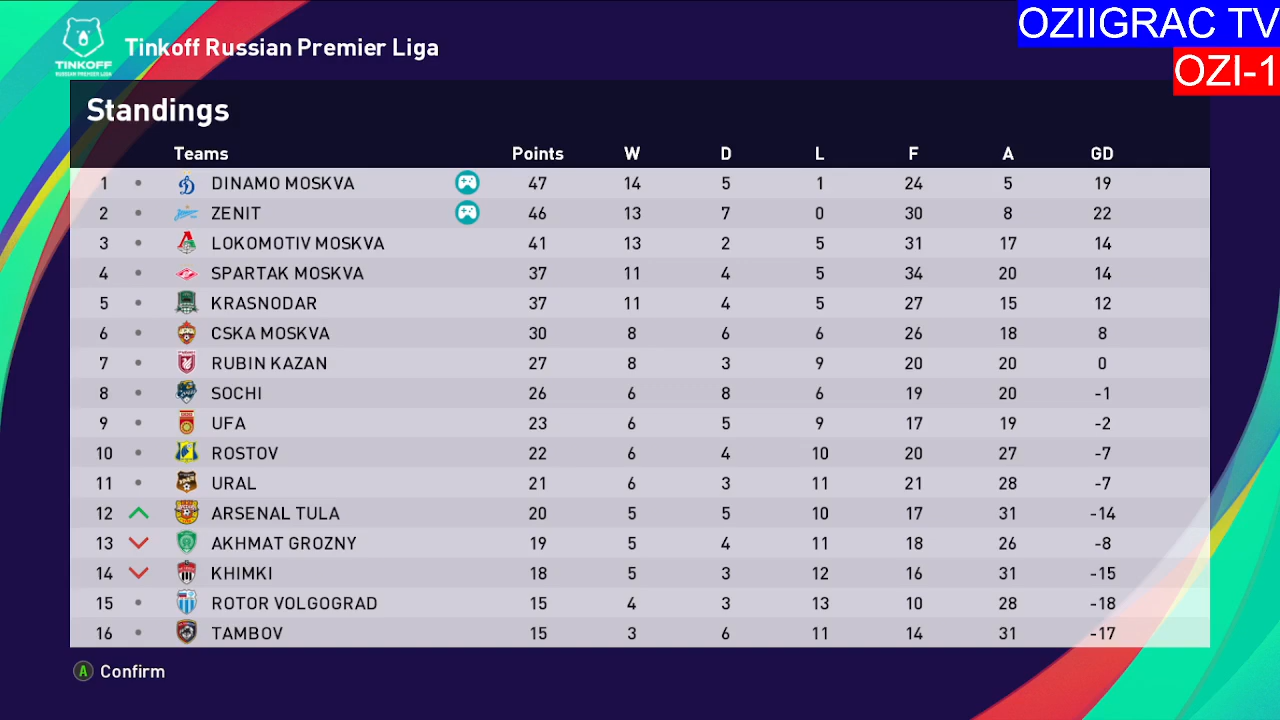 OZIIGRAC TV
OZI-1
TINKOFF
RUSSIAN PREMIER LIGA
Tinkoff Russian Premier Liga
Standings
Teams Points W D L F A GD
1 DINAMO MOSKVA 47 14 5 1 24 5 19
2 ZENIT 46 13 7 0 30 8 22
3 LOKOMOTIV MOSKVA 41 13 2 5 31 17 14
4 SPARTAK MOSKVA 37 11 4 5 34 20 14
5 KRASNODAR 37 11 4 5 27 15 12
6 CSKA MOSKVA 30 8 6 6 26 18 8
7 RUBIN KAZAN 27 8 3 9 20 20 0
8 SOCHI 26 6 8 6 19 20 -1
9 UFA 23 6 5 9 17 19 -2
10 ROSTOV 22 6 4 10 20 27 -7
11 URAL 21 6 3 11 21 28 -7
12 ARSENAL TULA 20 5 5 10 17 31 -14
13 AKHMAT GROZNY 19 5 4 11 18 26 -8
14 KHIMKI 18 5 3 12 16 31 -15
15 ROTOR VOLGOGRAD 15 4 3 13 10 28 -18
16 TAMBOV 15 3 6 11 14 31 -17
A Confirm